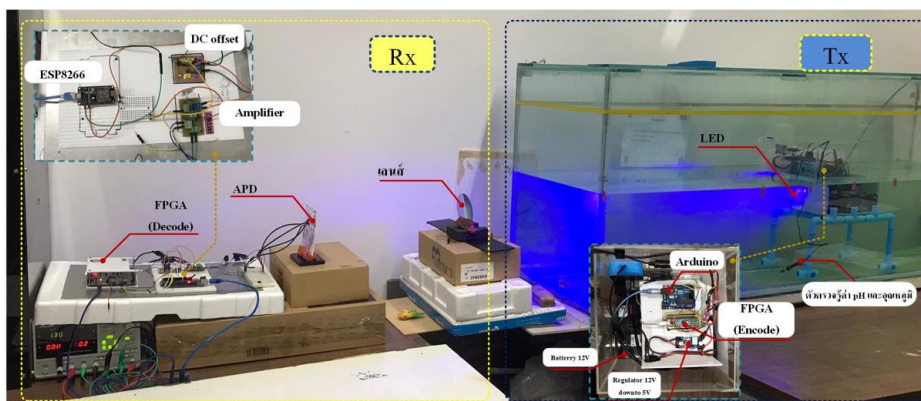 DC offset
ESP8266
Amplifier
Rx
Tx
FPGA
(Decode)
APD
เลนส์
LED
Arduino
FPGA
(Encode)
ตัวตรวจรู้ค่า pH และอุณหภูมิ
Batterry 12V
Regulator 12V
downto 5V